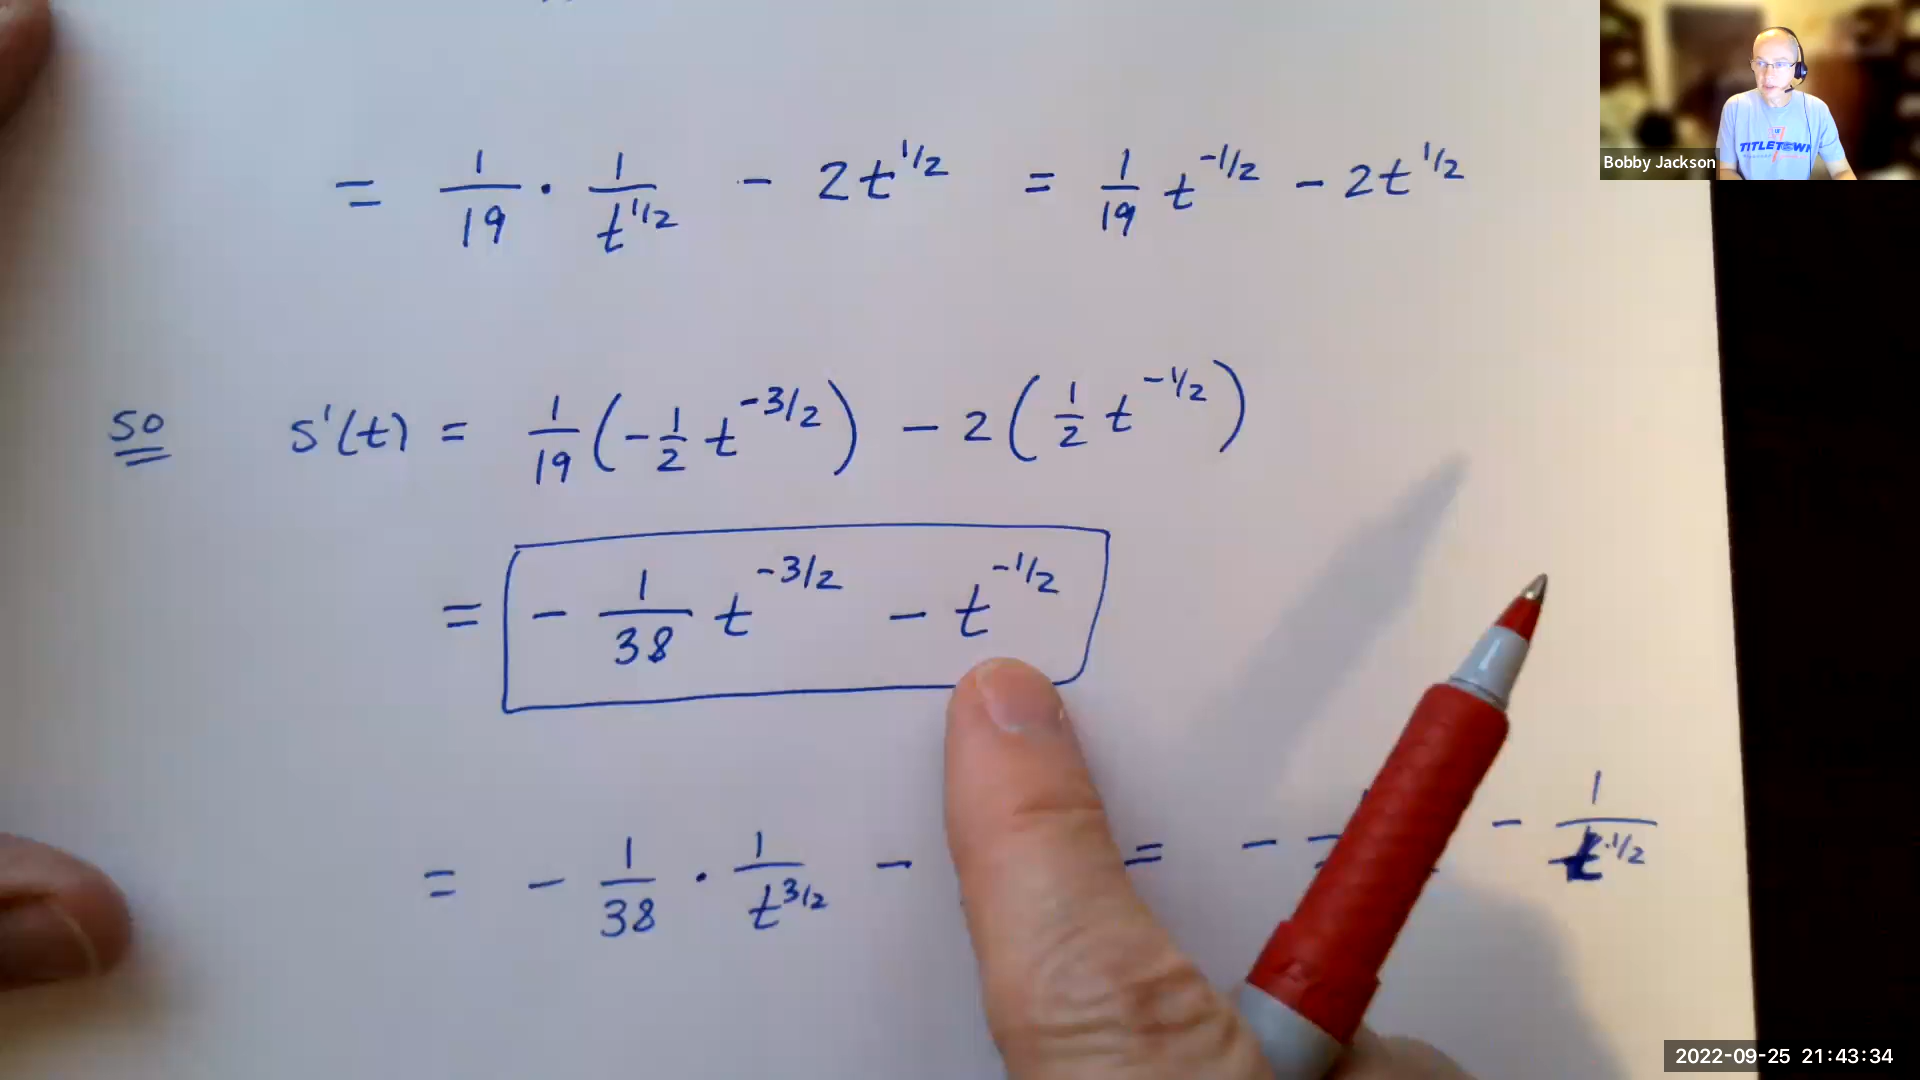 = 1/19 · 1/t^1/2 - 2t^1/2 = 1/19 t^-1/2 - 2t^1/2
so s'(t) = 1/19 (-1/2 t^-3/2) - 2(1/2 t^-1/2)
= -1/38 t^-3/2 - t^-1/2
= -1/38 · 1/t^3/2 - = - - 1/t^1/2
Bobby Jackson
TITLETOWN
2022-09-25 21:43:34